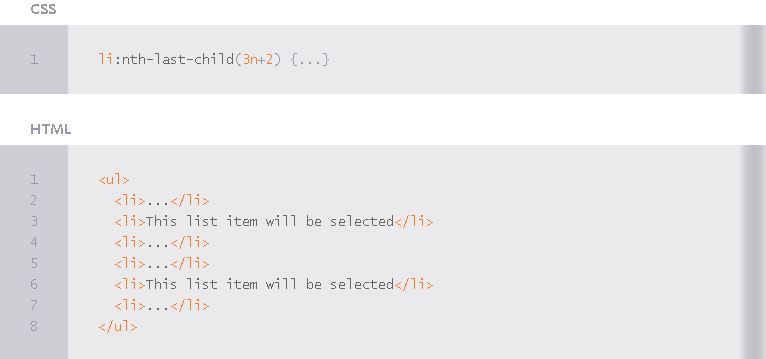 CSS
1 li:nth-last-child(3n+2) {...}
HTML
1 <ul>
2 <li>...</li>
3 <li>This list item will be selected</li>
4 <li>...</li>
5 <li>...</li>
6 <li>This list item will be selected</li>
7 <li>...</li>
8 </ul>